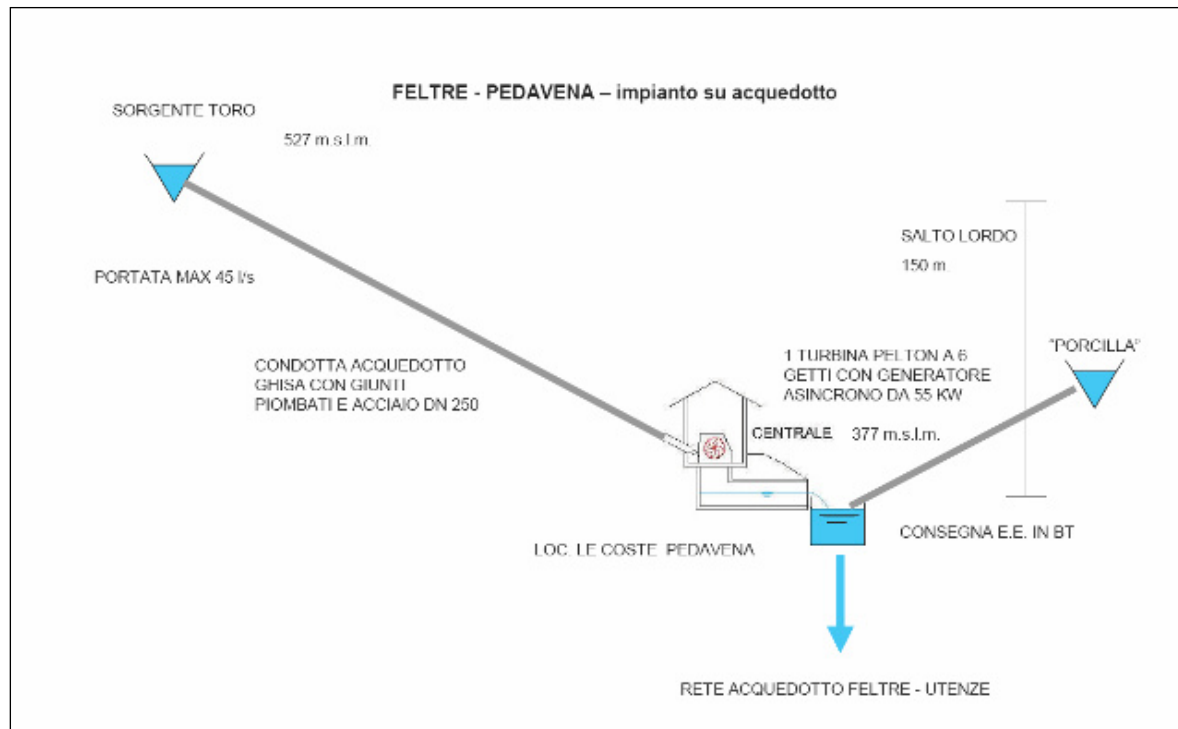 FELTRE - PEDAVENA – impianto su acquedotto
SORGENTE TORO
527 m.s.l.m.
SALTO LORDO
150 m.
PORTATA MAX 45 l/s
"PORCILLA"
1 TURBINA PELTON A 6
GETTI CON GENERATORE
ASINCRONO DA 55 KW
CONDOTTA ACQUEDOTTO
GHISA CON GIUNTI
PIOMBATI E ACCIAIO DN 250
CENTRALE 377 m.s.l.m.
CONSEGNA E.E. IN BT
LOC. LE COSTE PEDAVENA
RETE ACQUEDOTTO FELTRE - UTENZE